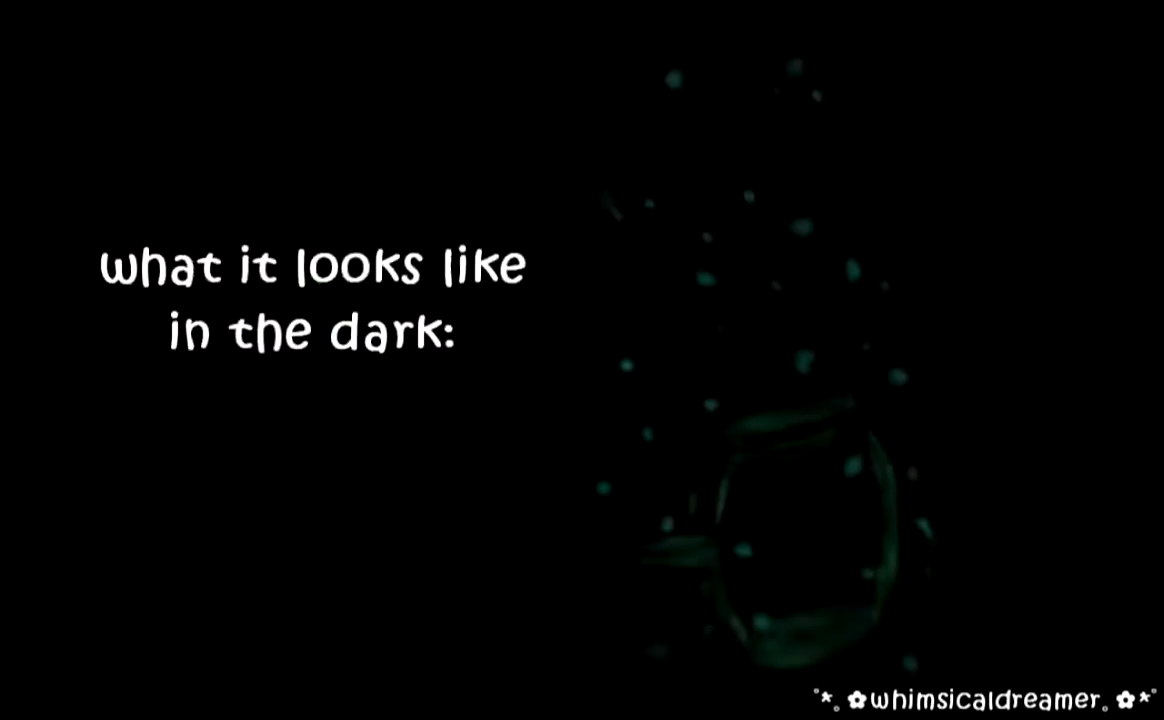 what it looks like
in the dark:
°*。✿whimsicaldreamer。✿*°